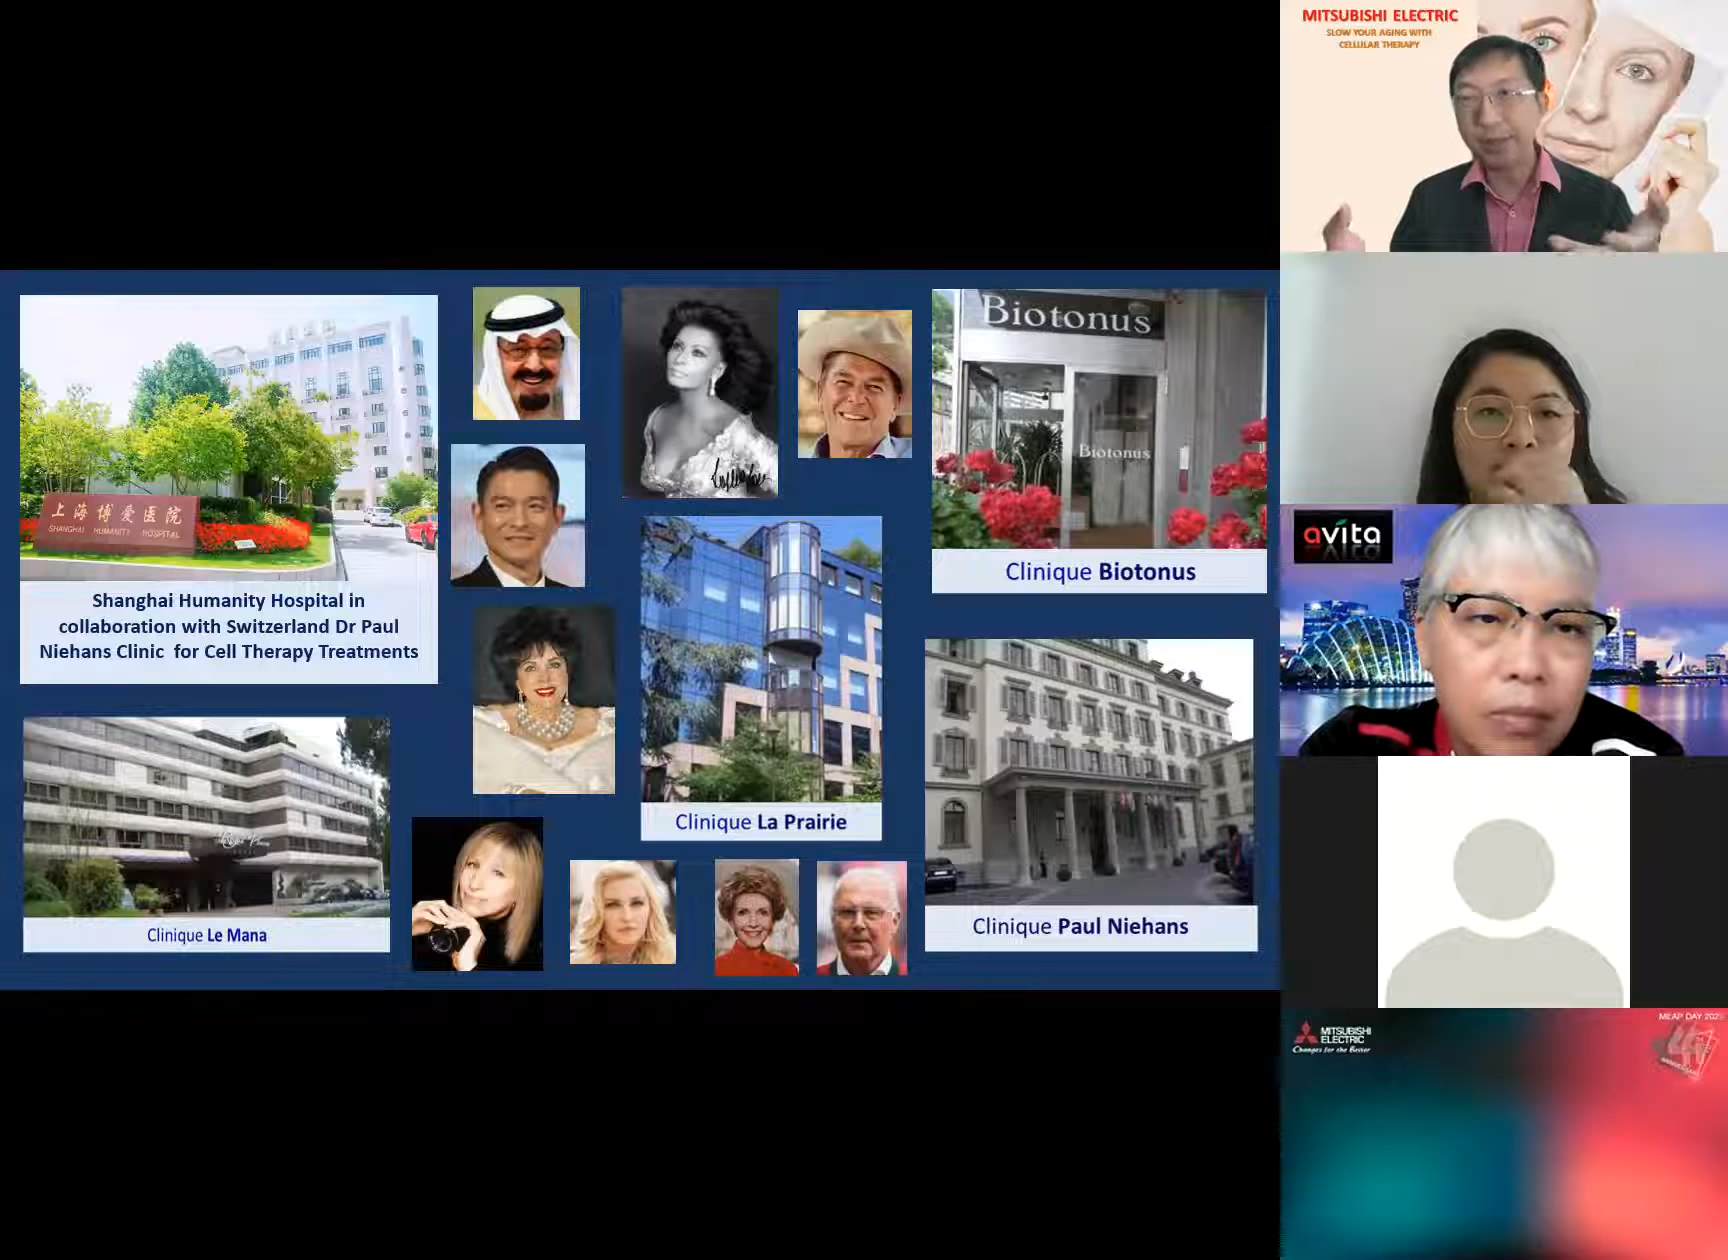 上海博爱医院
SHANGHAI HUMANITY HOSPITAL
Shanghai Humanity Hospital in
collaboration with Switzerland Dr Paul
Niehans Clinic for Cell Therapy Treatments
Clinique Le Mana
Clinique La Prairie
Biotonus
Biotonus
Clinique Biotonus
Clinique Paul Niehans
MITSUBISHI ELECTRIC
SLOW YOUR AGING WITH
CELLULAR THERAPY
avita
MITSUBISHI
ELECTRIC
Changes for the Better
MEAP DAY